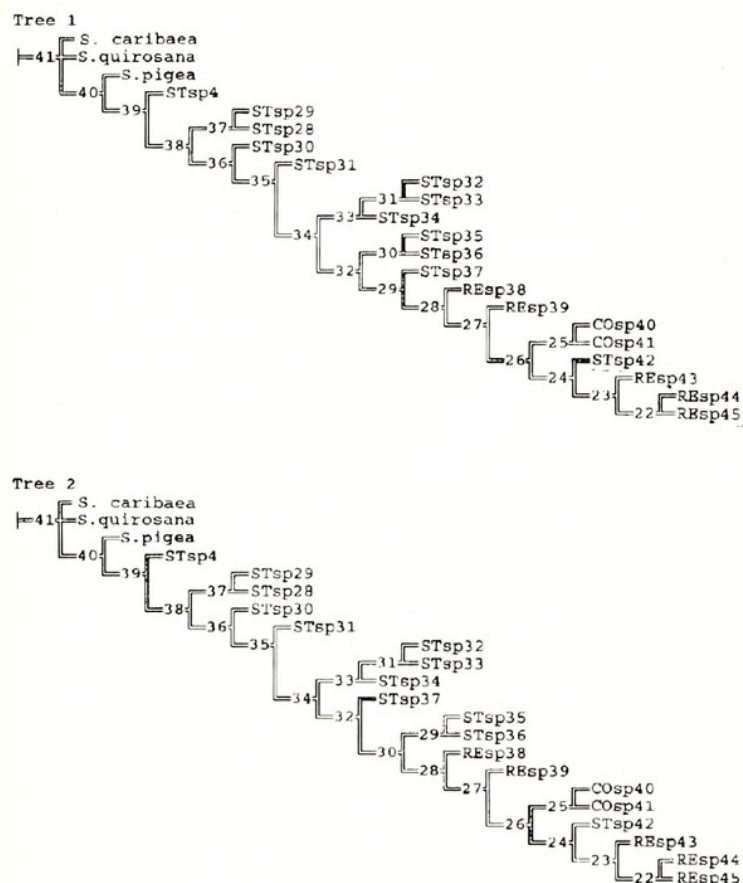 Tree 1
S. caribaea
41 S.quirosana
S.pigea
40 STsp4
39 STsp29
37
38 STsp28
STsp30
36 STsp31
35 STsp32
31
STsp33
33
STsp34
34 STsp35
30
32 STsp36
STsp37
29 REsp38
28 REsp39
27 COsp40
25
COsp41
26 STsp42
24 REsp43
23 REsp44
22
REsp45
Tree 2
S. caribaea
41 S.quirosana
S.pigea
40 STsp4
39 STsp29
37
38 STsp28
STsp30
36 STsp31
35 STsp32
31
STsp33
33
STsp34
34 STsp37
32 STsp35
29
STsp36
30 REsp38
28 REsp39
27 COsp40
25
COsp41
26 STsp42
24 REsp43
23 REsp44
22 REsp45